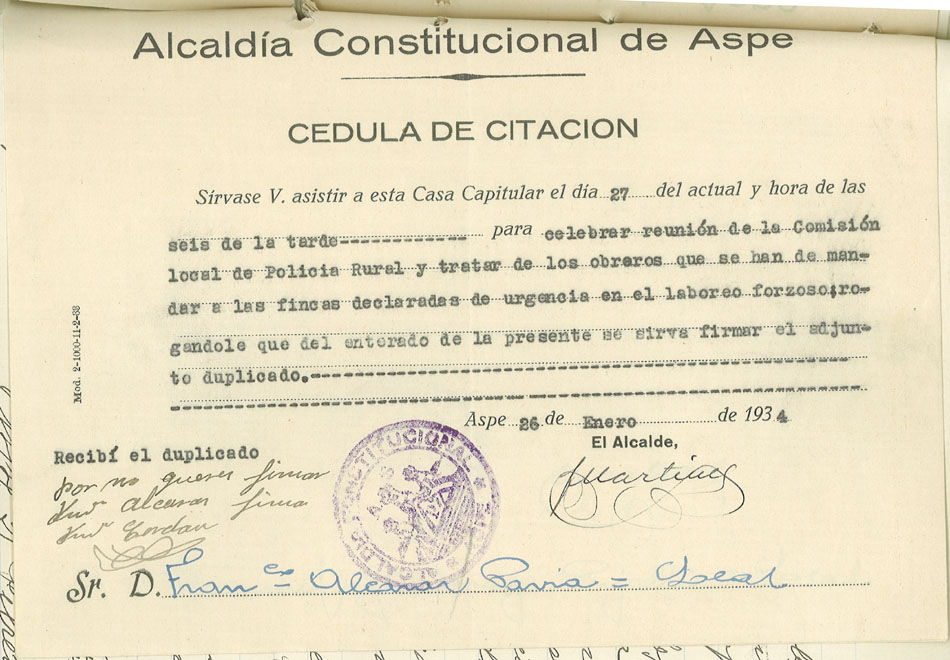 Alcaldía Constitucional de Aspe
CEDULA DE CITACION
Sírvase V. asistir a esta Casa Capitular el día 27 del actual y hora de las
seis de la tarde------------ para celebrar reunión de la Comisión
local de Policia Rural y tratar de los obreros que se han de man-
dar a las fincas declaradas de urgencia en el laboreo forzoso;ro-
gandole que del enterado de la presente se sirva firmar el adjun-
to duplicado.-
Aspe 26 de Enero de 1934
El Alcalde,
Mod. 2-1000-11-2-33
Recibí el duplicado
por no querer firmar
Alcaraz firma
Sr. D. Fran Pavia = Local